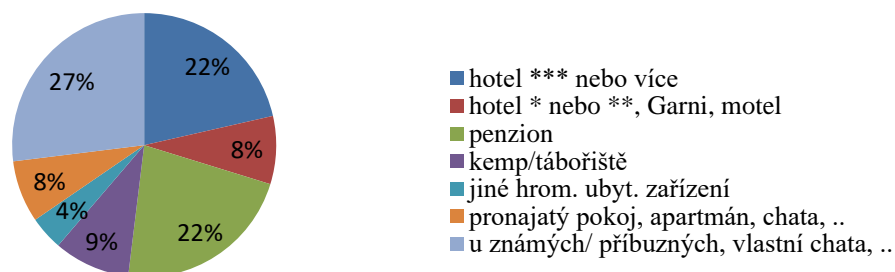 22%
27%
8%
8%
4%
9%
22%
hotel *** nebo více
hotel * nebo **, Garni, motel
penzion
kemp/tábořiště
jiné hrom. ubyt. zařízení
pronajatý pokoj, apartmán, chata, ..
u známých/ příbuzných, vlastní chata, ..